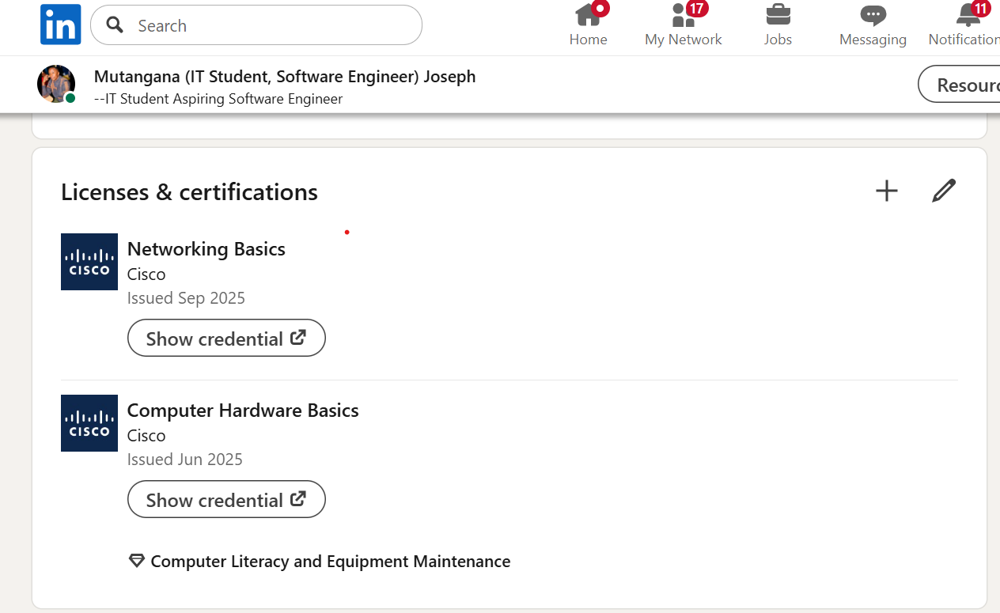 in
Search
Home
17
My Network
Jobs
Messaging
11
Notification
Mutangana (IT Student, Software Engineer) Joseph
--IT Student Aspiring Software Engineer
Resourc
Licenses & certifications
CISCO
Networking Basics
Cisco
Issued Sep 2025
Show credential
CISCO
Computer Hardware Basics
Cisco
Issued Jun 2025
Show credential
Computer Literacy and Equipment Maintenance